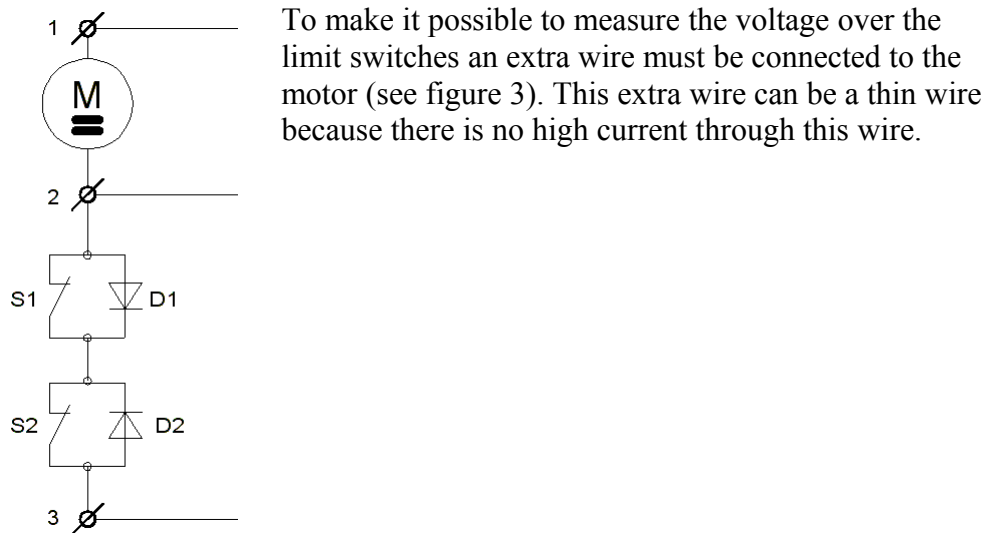 To make it possible to measure the voltage over the
limit switches an extra wire must be connected to the
motor (see figure 3). This extra wire can be a thin wire
because there is no high current through this wire.
1
M
2
S1 D1
S2 D2
3